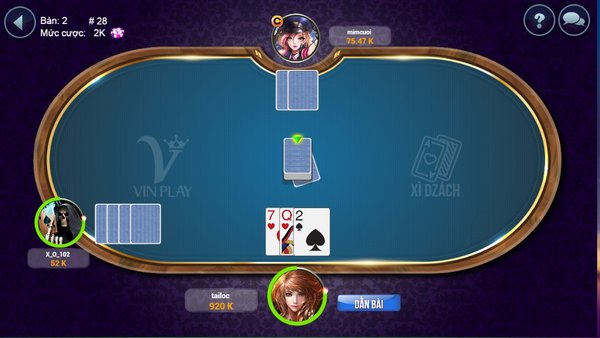 Bàn: 2 # 28
Mức cược: 2K
C
mimcuoi
75.47 K
?
V
VIN PLAY
A
XÌ DZÁCH
7 Q 2
X_O_102
52 K
tailoc
920 K
DẰN BÀI